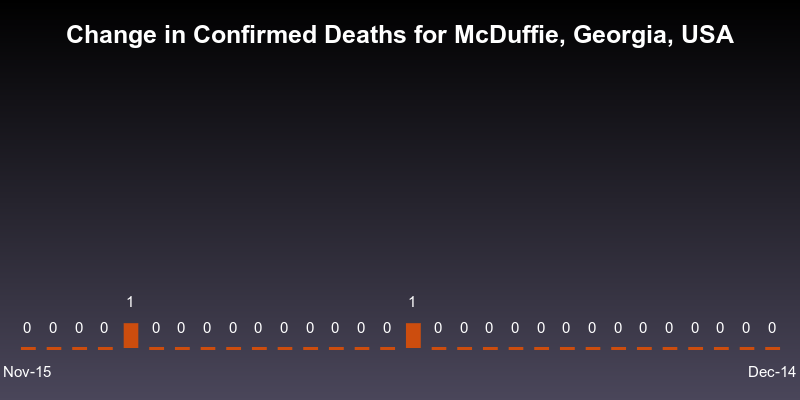 Change in Confirmed Deaths for McDuffie, Georgia, USA
1 1
0 0 0 0 0 0 0 0 0 0 0 0 0 0 0 0 0 0 0 0 0 0 0 0 0 0 0 0
Nov-15 Dec-14